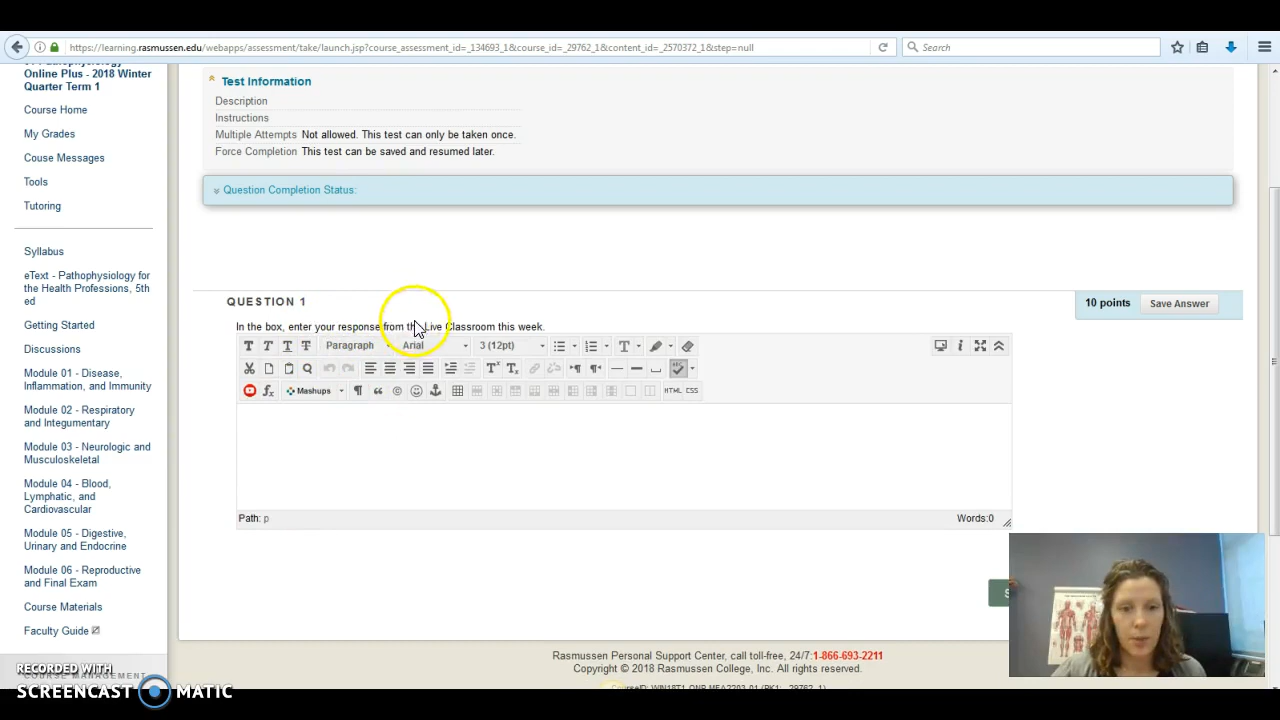 https://learning.rasmussen.edu/webapps/assessment/take/launch.jsp?course_assessment_id=_134693_1&course_id=_29762_1&content_id=_2570372_1&step=null
Search
Online Plus - 2018 Winter
Quarter Term 1
Course Home
My Grades
Couse Messages
Tools
Tutoring
Syllabus
eText - Pathophysiology for
the Health Professions, 5th
ed
Getting Started
Discussions
Module 01 - Disease,
Inflammation, and Immunity
Module 02 - Respiratory
and Integumentary
Module 03 - Neurologic and
Musculoskeletal
Module 04 - Blood,
Lymphatic, and
Cardiovascular
Module 05 - Digestive,
Urinary and Endocrine
Module 06 - Reproductive
and Final Exam
Course Materials
Faculty Guide
Test Information
Description
Instructions
Multiple Attempts Not allowed. This test can only be taken once.
Force Completion This test can be saved and resumed later.
Question Completion Status:
QUESTION 1
10 points
Save Answer
In the box, enter your response from the Live Classroom this week.
T T T T Paragraph Arial 3 (12pt) T
Mashups HTML CSS
Path: p
Words:0
S
Rasmussen Personal Support Center, call toll-free, 24/7:1-866-693-2211
Copyright © 2018 Rasmussen College, Inc. All rights reserved.
RECORDED WITH
SCREENCAST MATIC